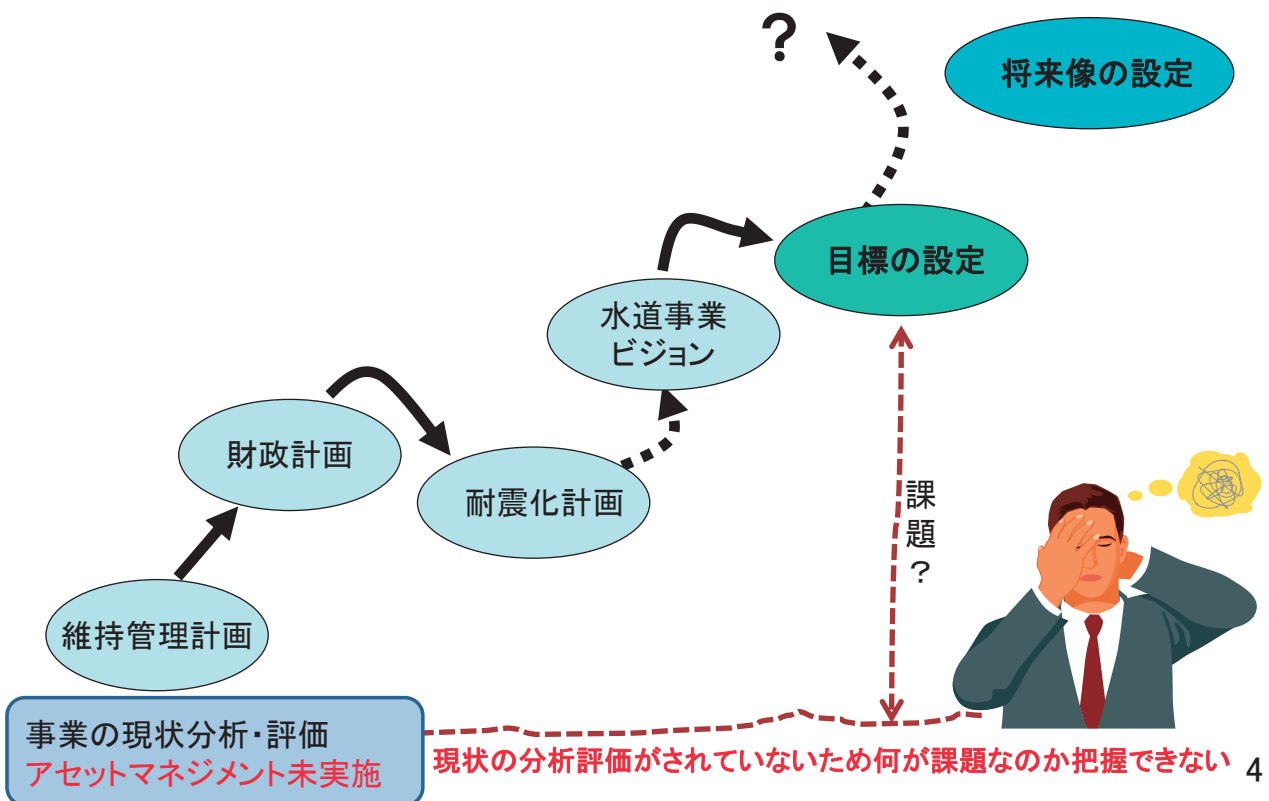 ?
将来像の設定
目標の設定
水道事業
ビジョン
財政計画
耐震化計画
課題?
維持管理計画
事業の現状分析・評価
アセットマネジメント未実施
現状の分析評価がされていないため何が課題なのか把握できない
4